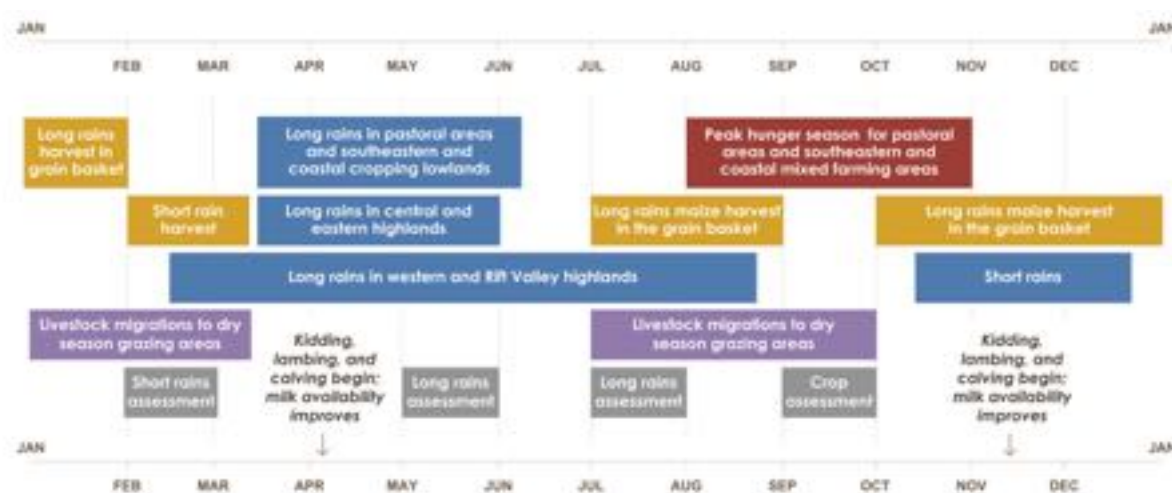 JAN JAN
FEB MAR APR MAY JUN JUL AUG SEP OCT NOV DEC
Long rains
harvest in
grain basket
Long rains in pastoral areas
and southeastern and
coastal cropping lowlands
Peak hunger season for pastoral
areas and southeastern and
coastal mixed farming areas
Short rain
harvest
Long rains in central and
eastern highlands
Long rains maize harvest
in the grain basket
Long rains maize harvest
in the grain basket
Long rains in western and Rift Valley highlands
Short rains
Livestock migrations to dry
season grazing areas
Kidding,
lambing, and
calving begin;
milk availability
improves
Livestock migrations to dry
season grazing areas
Kidding,
lambing, and
calving begin;
milk availability
improves
Short rains
assessment
Long rains
assessment
Long rains
assessment
Crop
assessment
JAN JAN
FEB MAR APR MAY JUN JUL AUG SEP OCT NOV DEC